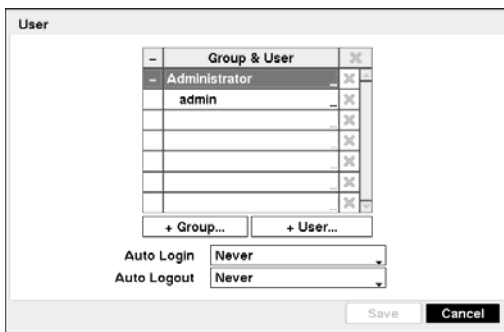 User
– Group & User
– Administrator ...
admin ...
+ Group... + User...
Auto Login Never
Auto Logout Never
Save Cancel